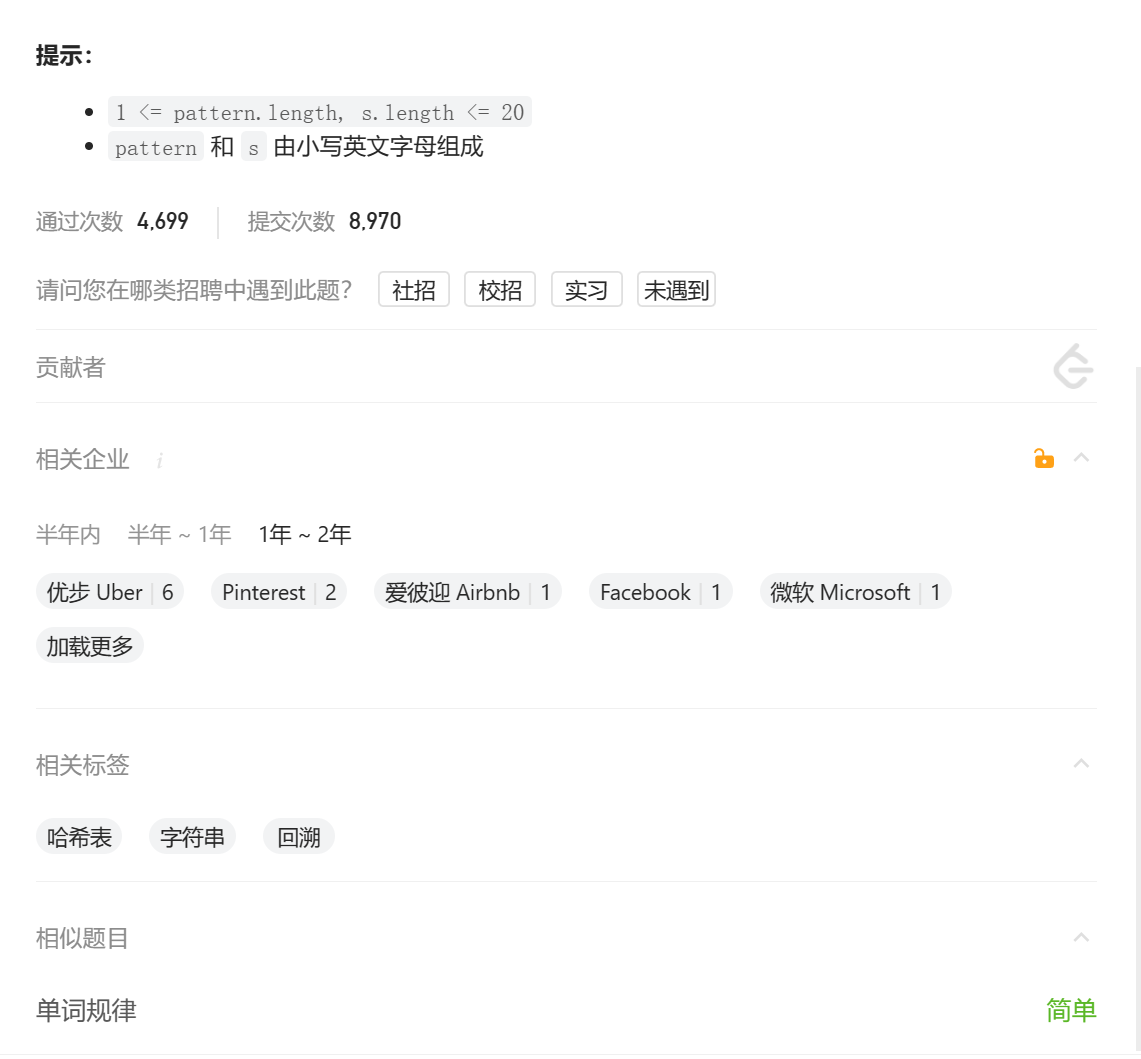 提示：
1 <= pattern.length, s.length <= 20
pattern 和 s 由小写英文字母组成
通过次数 4,699 提交次数 8,970
请问您在哪类招聘中遇到此题？ 社招 校招 实习 未遇到
贡献者
相关企业 i
半年内 半年 ~ 1年 1年 ~ 2年
优步 Uber 6 Pinterest 2 爱彼迎 Airbnb 1 Facebook 1 微软 Microsoft 1
加载更多
相关标签
哈希表 字符串 回溯
相似题目
单词规律 简单